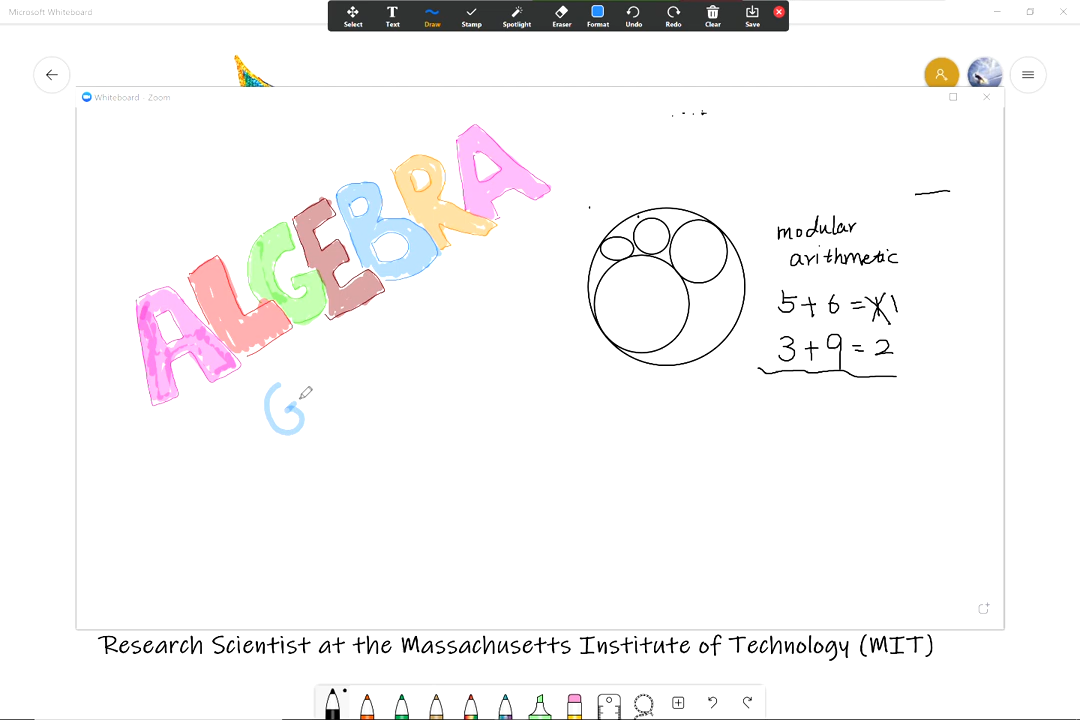 Microsoft Whiteboard
Select Text Draw Stamp Spotlight Eraser Format Undo Redo Clear Save
Whiteboard - Zoom
ALGEBRA
modular
arithmetic
5 + 6 = 1
3 + 9 = 2
G
Research Scientist at the Massachusetts Institute of Technology (MIT)